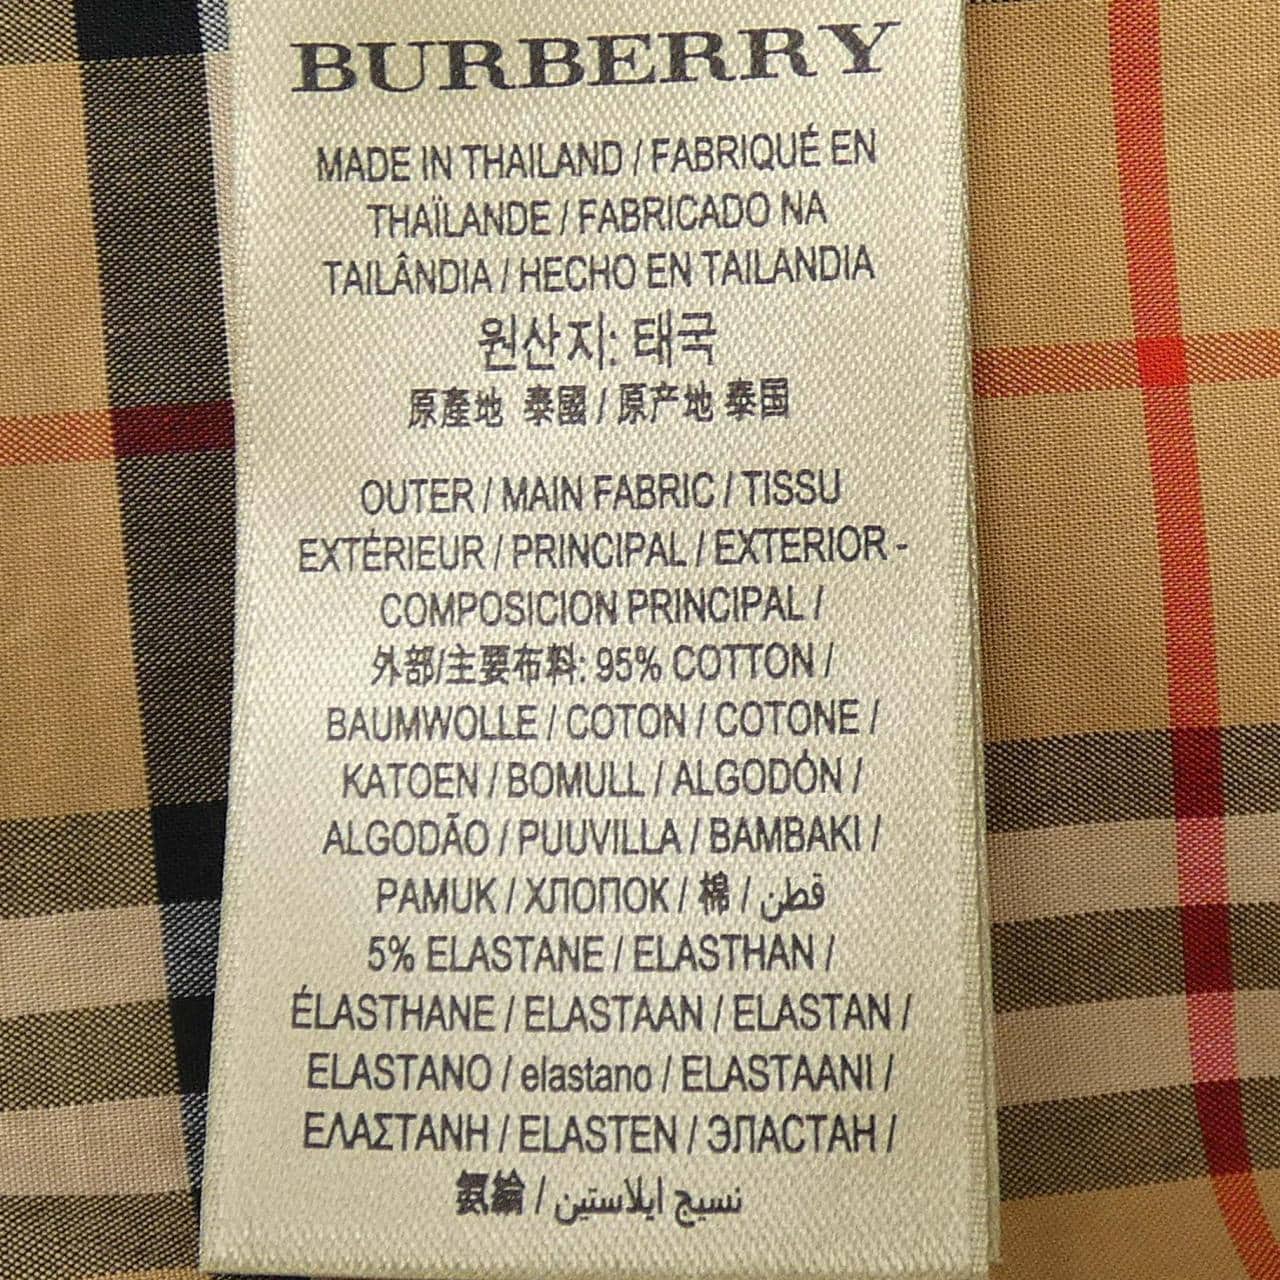 BURBERRY
MADE IN THAILAND / FABRIQUÉ EN
THAÏLANDE / FABRICADO NA
TAILÂNDIA / HECHO EN TAILANDIA
원산지: 태국
原產地 泰國 / 原产地 泰国
OUTER / MAIN FABRIC / TISSU
EXTÉRIEUR / PRINCIPAL / EXTERIOR -
COMPOSICION PRINCIPAL /
外部/主要布料: 95% COTTON /
BAUMWOLLE / COTON / COTONE /
KATOEN / BOMULL / ALGODÓN /
ALGODÃO / PUUVILLA / BAMBAKI /
PAMUK / ХЛОПОК / 棉 / قطن
5% ELASTANE / ELASTHAN /
ÉLASTHANE / ELASTAAN / ELASTAN /
ELASTANO / elastano / ELASTAANI /
ΕΛΑΣΤΑΝΗ / ELASTEN / ЭЛАСТАН /
氨綸 / نسيج ايلاستين